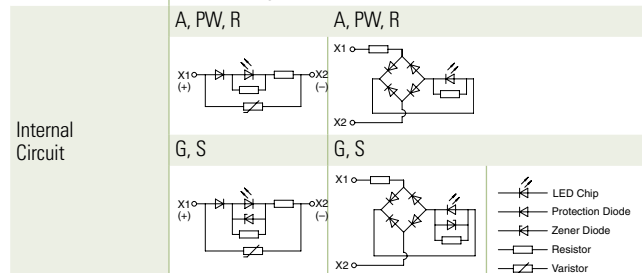 A, PW, R A, PW, R
X1 X2 X1
(+) (–)
X2
Internal
Circuit
G, S G, S
X1 X2 X1
(+) (–)
X2
LED Chip
Protection Diode
Zener Diode
Resistor
Varistor